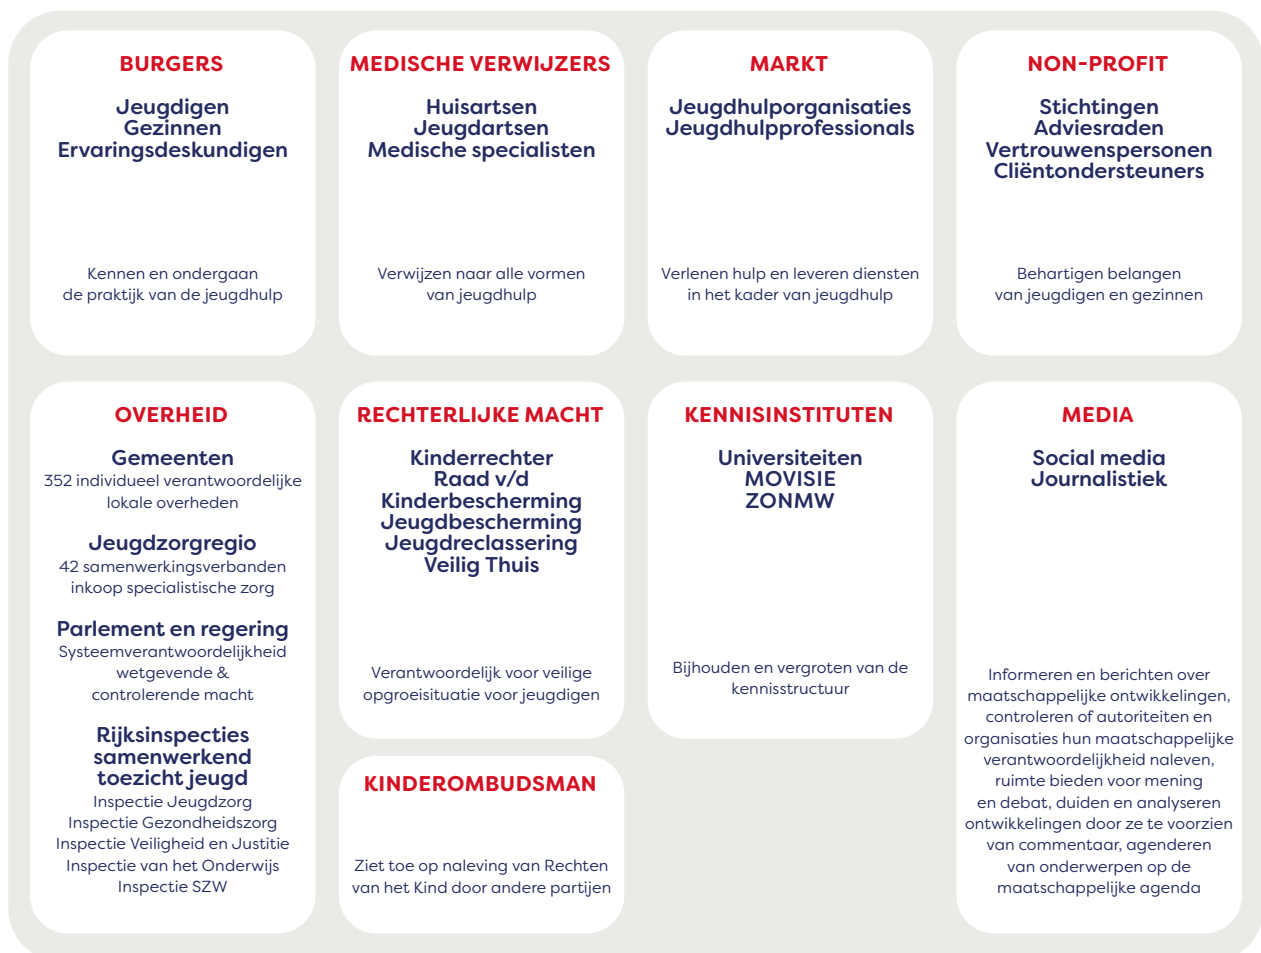 BURGERS
Jeugdigen
Gezinnen
Ervaringsdeskundigen
Kennen en ondergaan
de praktijk van de jeugdhulp
MEDISCHE VERWIJZERS
Huisartsen
Jeugdartsen
Medische specialisten
Verwijzen naar alle vormen
van jeugdhulp
MARKT
Jeugdhulporganisaties
Jeugdhulpprofessionals
Verlenen hulp en leveren diensten
in het kader van jeugdhulp
NON-PROFIT
Stichtingen
Adviesraden
Vertrouwenspersonen
Cliëntondersteuners
Behartigen belangen
van jeugdigen en gezinnen
OVERHEID
Gemeenten
352 individueel verantwoordelijke
lokale overheden
Jeugdzorgregio
42 samenwerkingsverbanden
inkoop specialistische zorg
Parlement en regering
Systeemverantwoordelijkheid
wetgevende &
controlerende macht
Rijksinspecties
samenwerkend
toezicht jeugd
Inspectie Jeugdzorg
Inspectie Gezondheidszorg
Inspectie Veiligheid en Justitie
Inspectie van het Onderwijs
Inspectie SZW
RECHTERLIJKE MACHT
Kinderrechter
Raad v/d
Kinderbescherming
Jeugdbescherming
Jeugdreclassering
Veilig Thuis
Verantwoordelijk voor veilige
opgroeisituatie voor jeugdigen
KINDEROMBUDSMAN
Ziet toe op naleving van Rechten
van het Kind door andere partijen
KENNISINSTITUTEN
Universiteiten
MOVISIE
ZONMW
Bijhouden en vergroten van de
kennisstructuur
MEDIA
Social media
Journalistiek
Informeren en berichten over
maatschappelijke ontwikkelingen,
controleren of autoriteiten en
organisaties hun maatschappelijke
verantwoordelijkheid naleven,
ruimte bieden voor mening
en debat, duiden en analyseren
ontwikkelingen door ze te voorzien
van commentaar, agenderen
van onderwerpen op de
maatschappelijke agenda